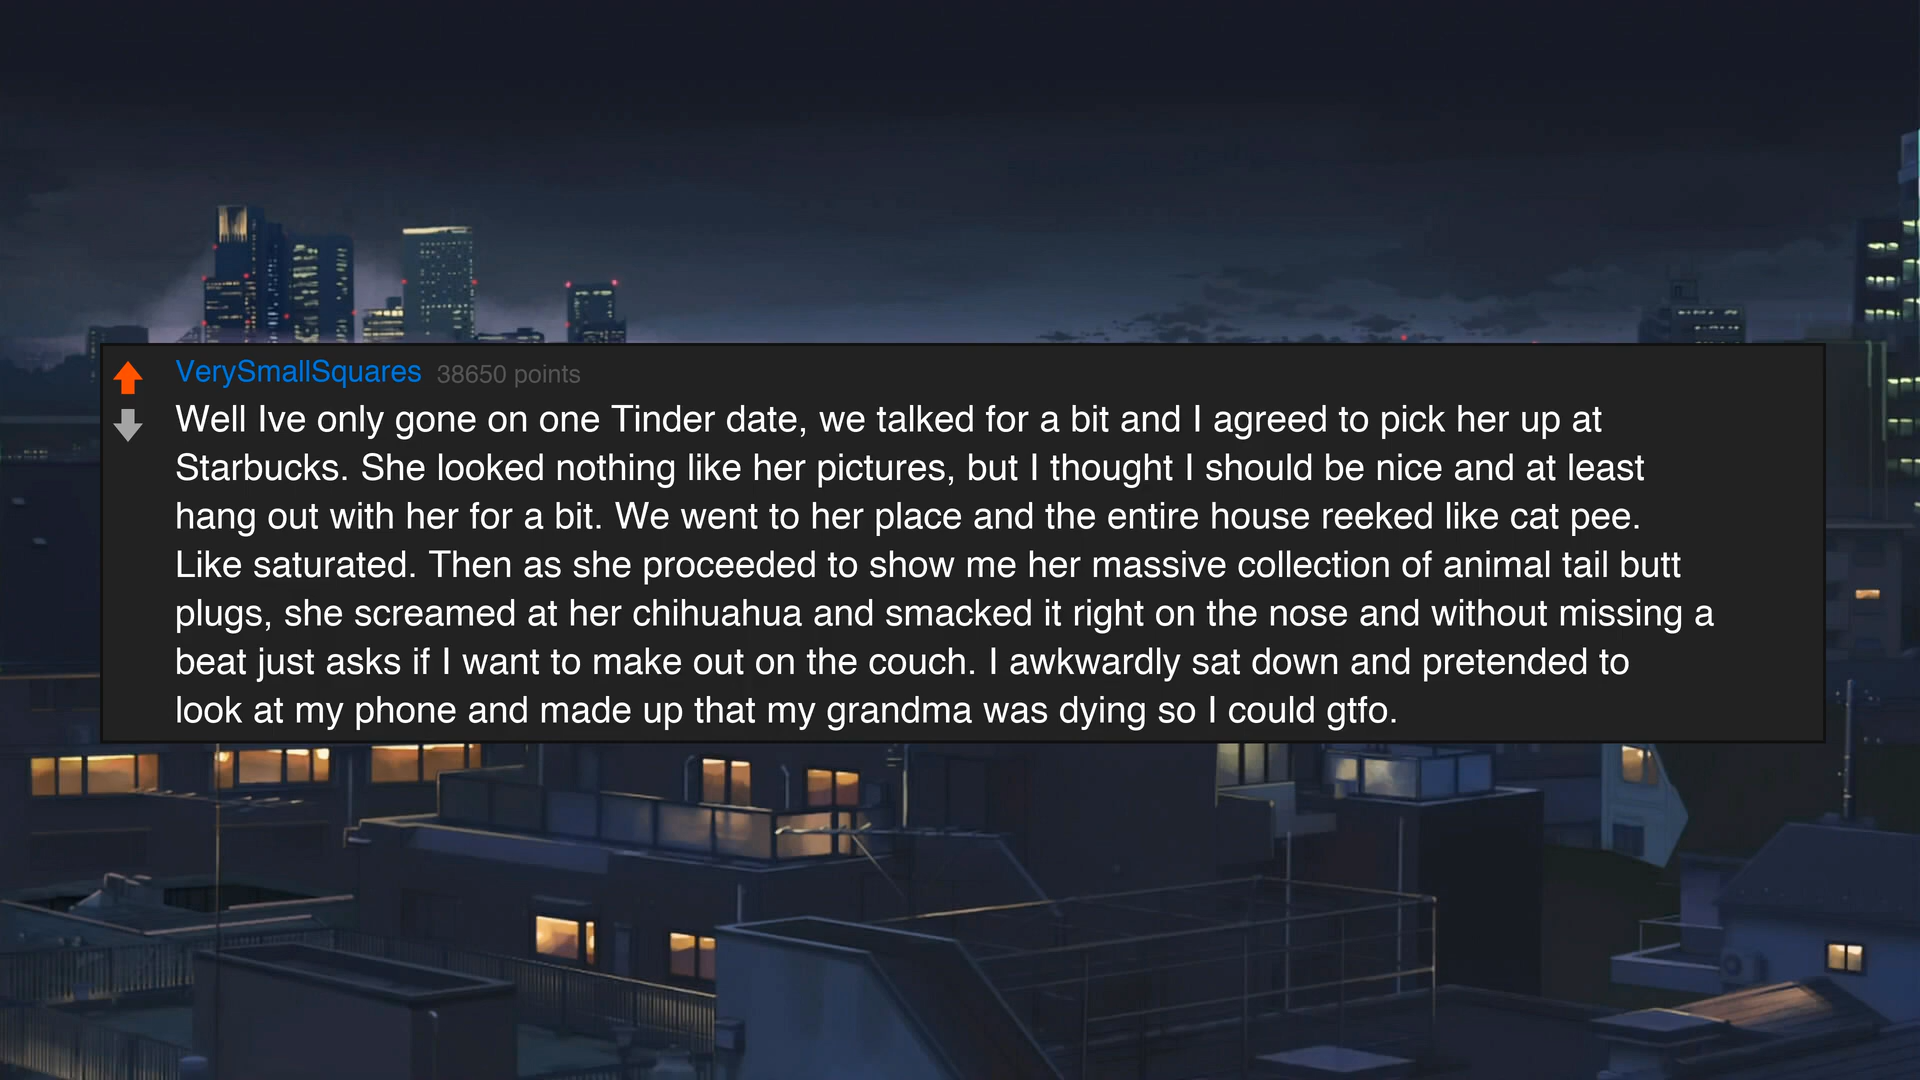 VerySmallSquares 38650 points
Well Ive only gone on one Tinder date, we talked for a bit and I agreed to pick her up at
Starbucks. She looked nothing like her pictures, but I thought I should be nice and at least
hang out with her for a bit. We went to her place and the entire house reeked like cat pee.
Like saturated. Then as she proceeded to show me her massive collection of animal tail butt
plugs, she screamed at her chihuahua and smacked it right on the nose and without missing a
beat just asks if I want to make out on the couch. I awkwardly sat down and pretended to
look at my phone and made up that my grandma was dying so I could gtfo.